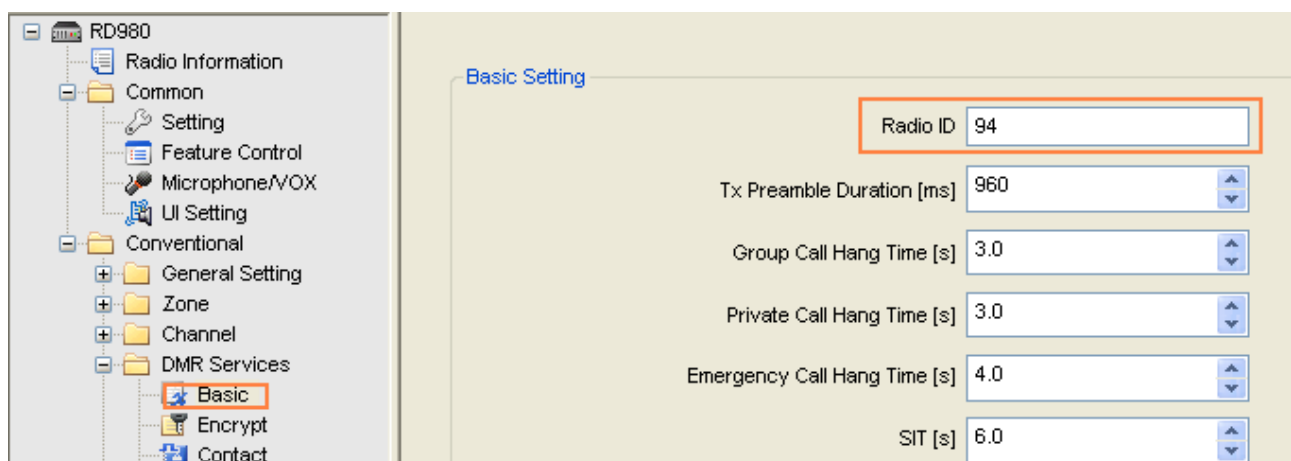 RD980
Radio Information
Common
Setting
Feature Control
Microphone/VOX
UI Setting
Conventional
General Setting
Zone
Channel
DMR Services
Basic
Encrypt
Contact
Basic Setting
Radio ID 94
Tx Preamble Duration [ms] 960
Group Call Hang Time [s] 3.0
Private Call Hang Time [s] 3.0
Emergency Call Hang Time [s] 4.0
SIT [s] 6.0